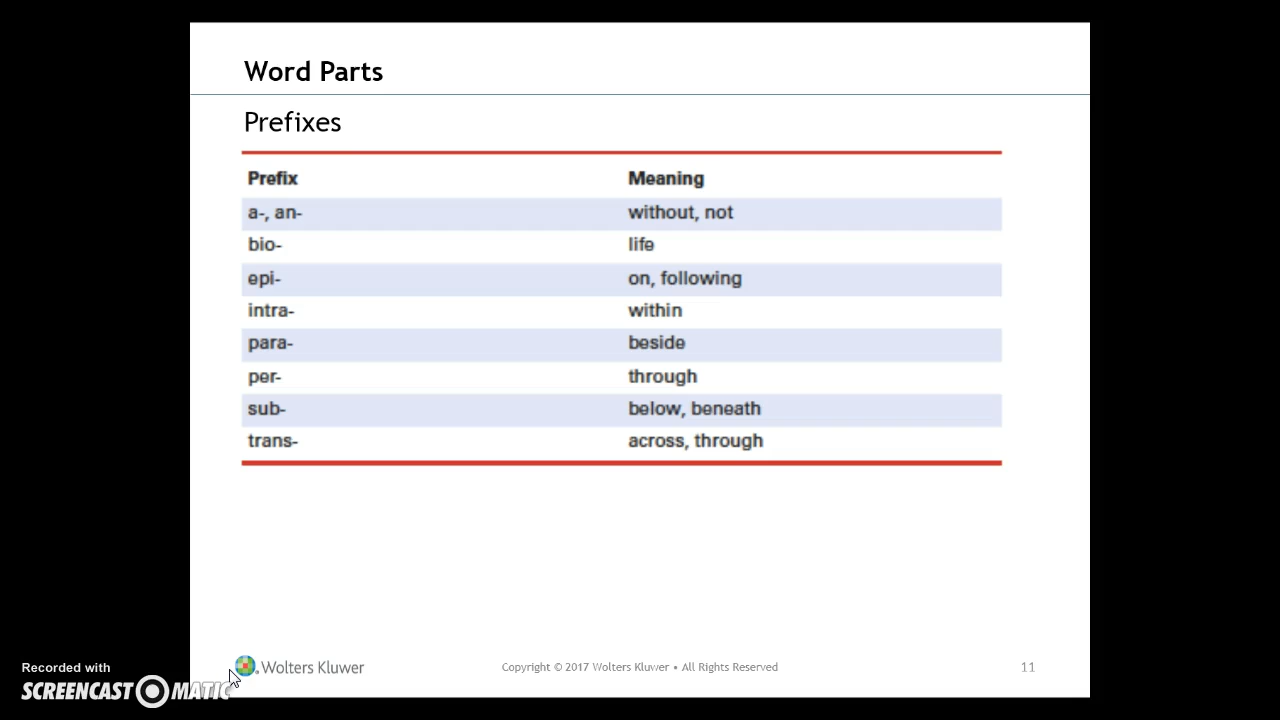 Word Parts
Prefixes
Prefix Meaning
a-, an- without, not
bio- life
epi- on, following
intra- within
para- beside
per- through
sub- below, beneath
trans- across, through
Wolters Kluwer
Copyright © 2017 Wolters Kluwer • All Rights Reserved
11
Recorded with
SCREENCAST MATIC